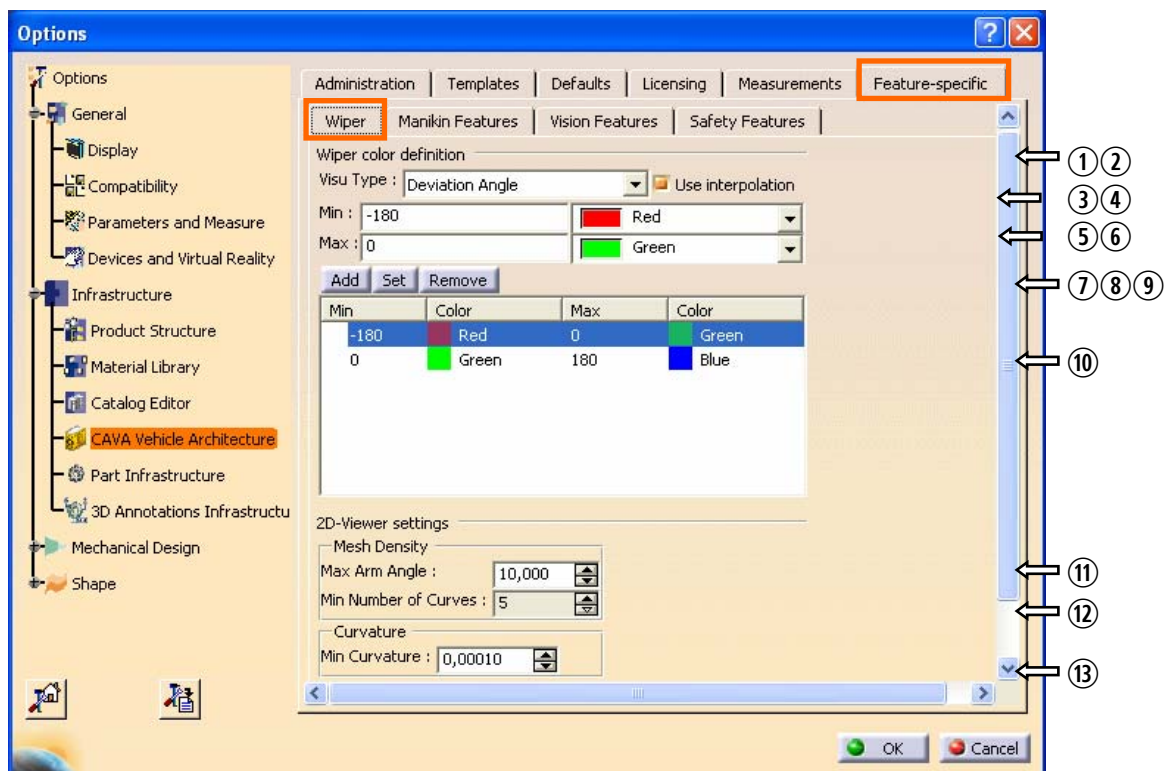 Options
Options
General
Display
Compatibility
Parameters and Measure
Devices and Virtual Reality
Infrastructure
Product Structure
Material Library
Catalog Editor
CAVA Vehicle Architecture
Part Infrastructure
3D Annotations Infrastructu
Mechanical Design
Shape
Administration Templates Defaults Licensing Measurements Feature-specific
Wiper Manikin Features Vision Features Safety Features
Wiper color definition
Visu Type : Deviation Angle Use interpolation
Min : -180 Red
Max : 0 Green
Add Set Remove
Min Color Max Color
-180 Red 0 Green
0 Green 180 Blue
2D-Viewer settings
Mesh Density
Max Arm Angle : 10,000
Min Number of Curves : 5
Curvature
Min Curvature : 0,00010
OK Cancel
①②
③④
⑤⑥
⑦⑧⑨
⑩
⑪
⑫
⑬